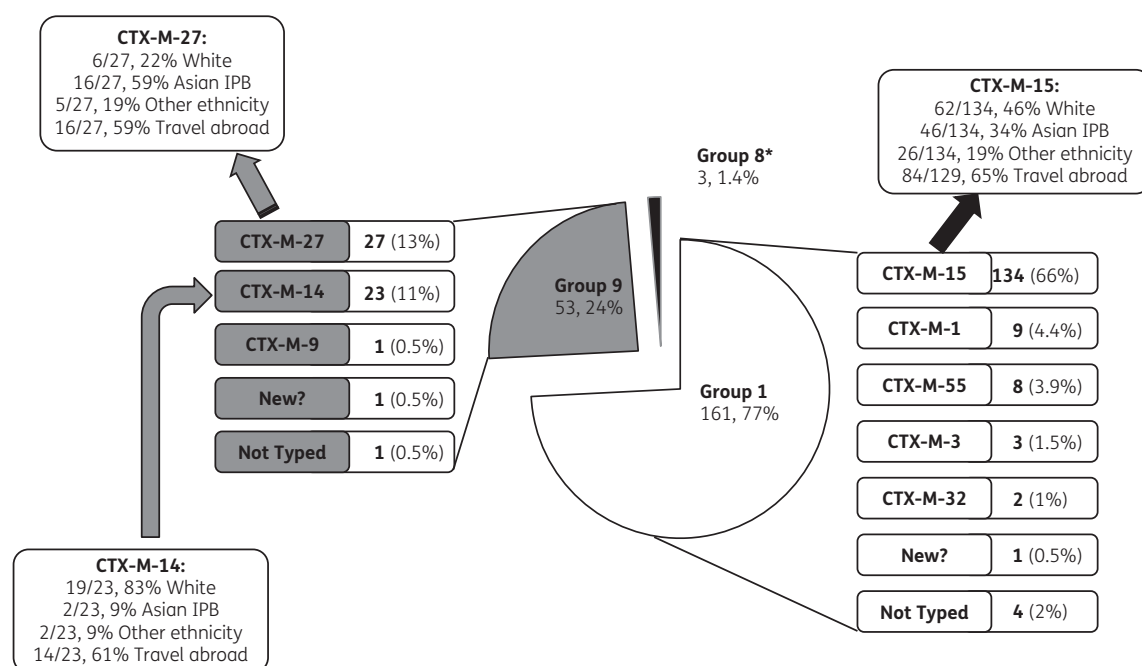 CTX-M-27:
6/27, 22% White
16/27, 59% Asian IPB
5/27, 19% Other ethnicity
16/27, 59% Travel abroad
CTX-M-15:
62/134, 46% White
46/134, 34% Asian IPB
26/134, 19% Other ethnicity
84/129, 65% Travel abroad
Group 8*
3, 1.4%
CTX-M-27 27 (13%)
CTX-M-14 23 (11%)
CTX-M-9 1 (0.5%)
New? 1 (0.5%)
Not Typed 1 (0.5%)
Group 9
53, 24%
Group 1
161, 77%
CTX-M-15 134 (66%)
CTX-M-1 9 (4.4%)
CTX-M-55 8 (3.9%)
CTX-M-3 3 (1.5%)
CTX-M-32 2 (1%)
New? 1 (0.5%)
Not Typed 4 (2%)
CTX-M-14:
19/23, 83% White
2/23, 9% Asian IPB
2/23, 9% Other ethnicity
14/23, 61% Travel abroad